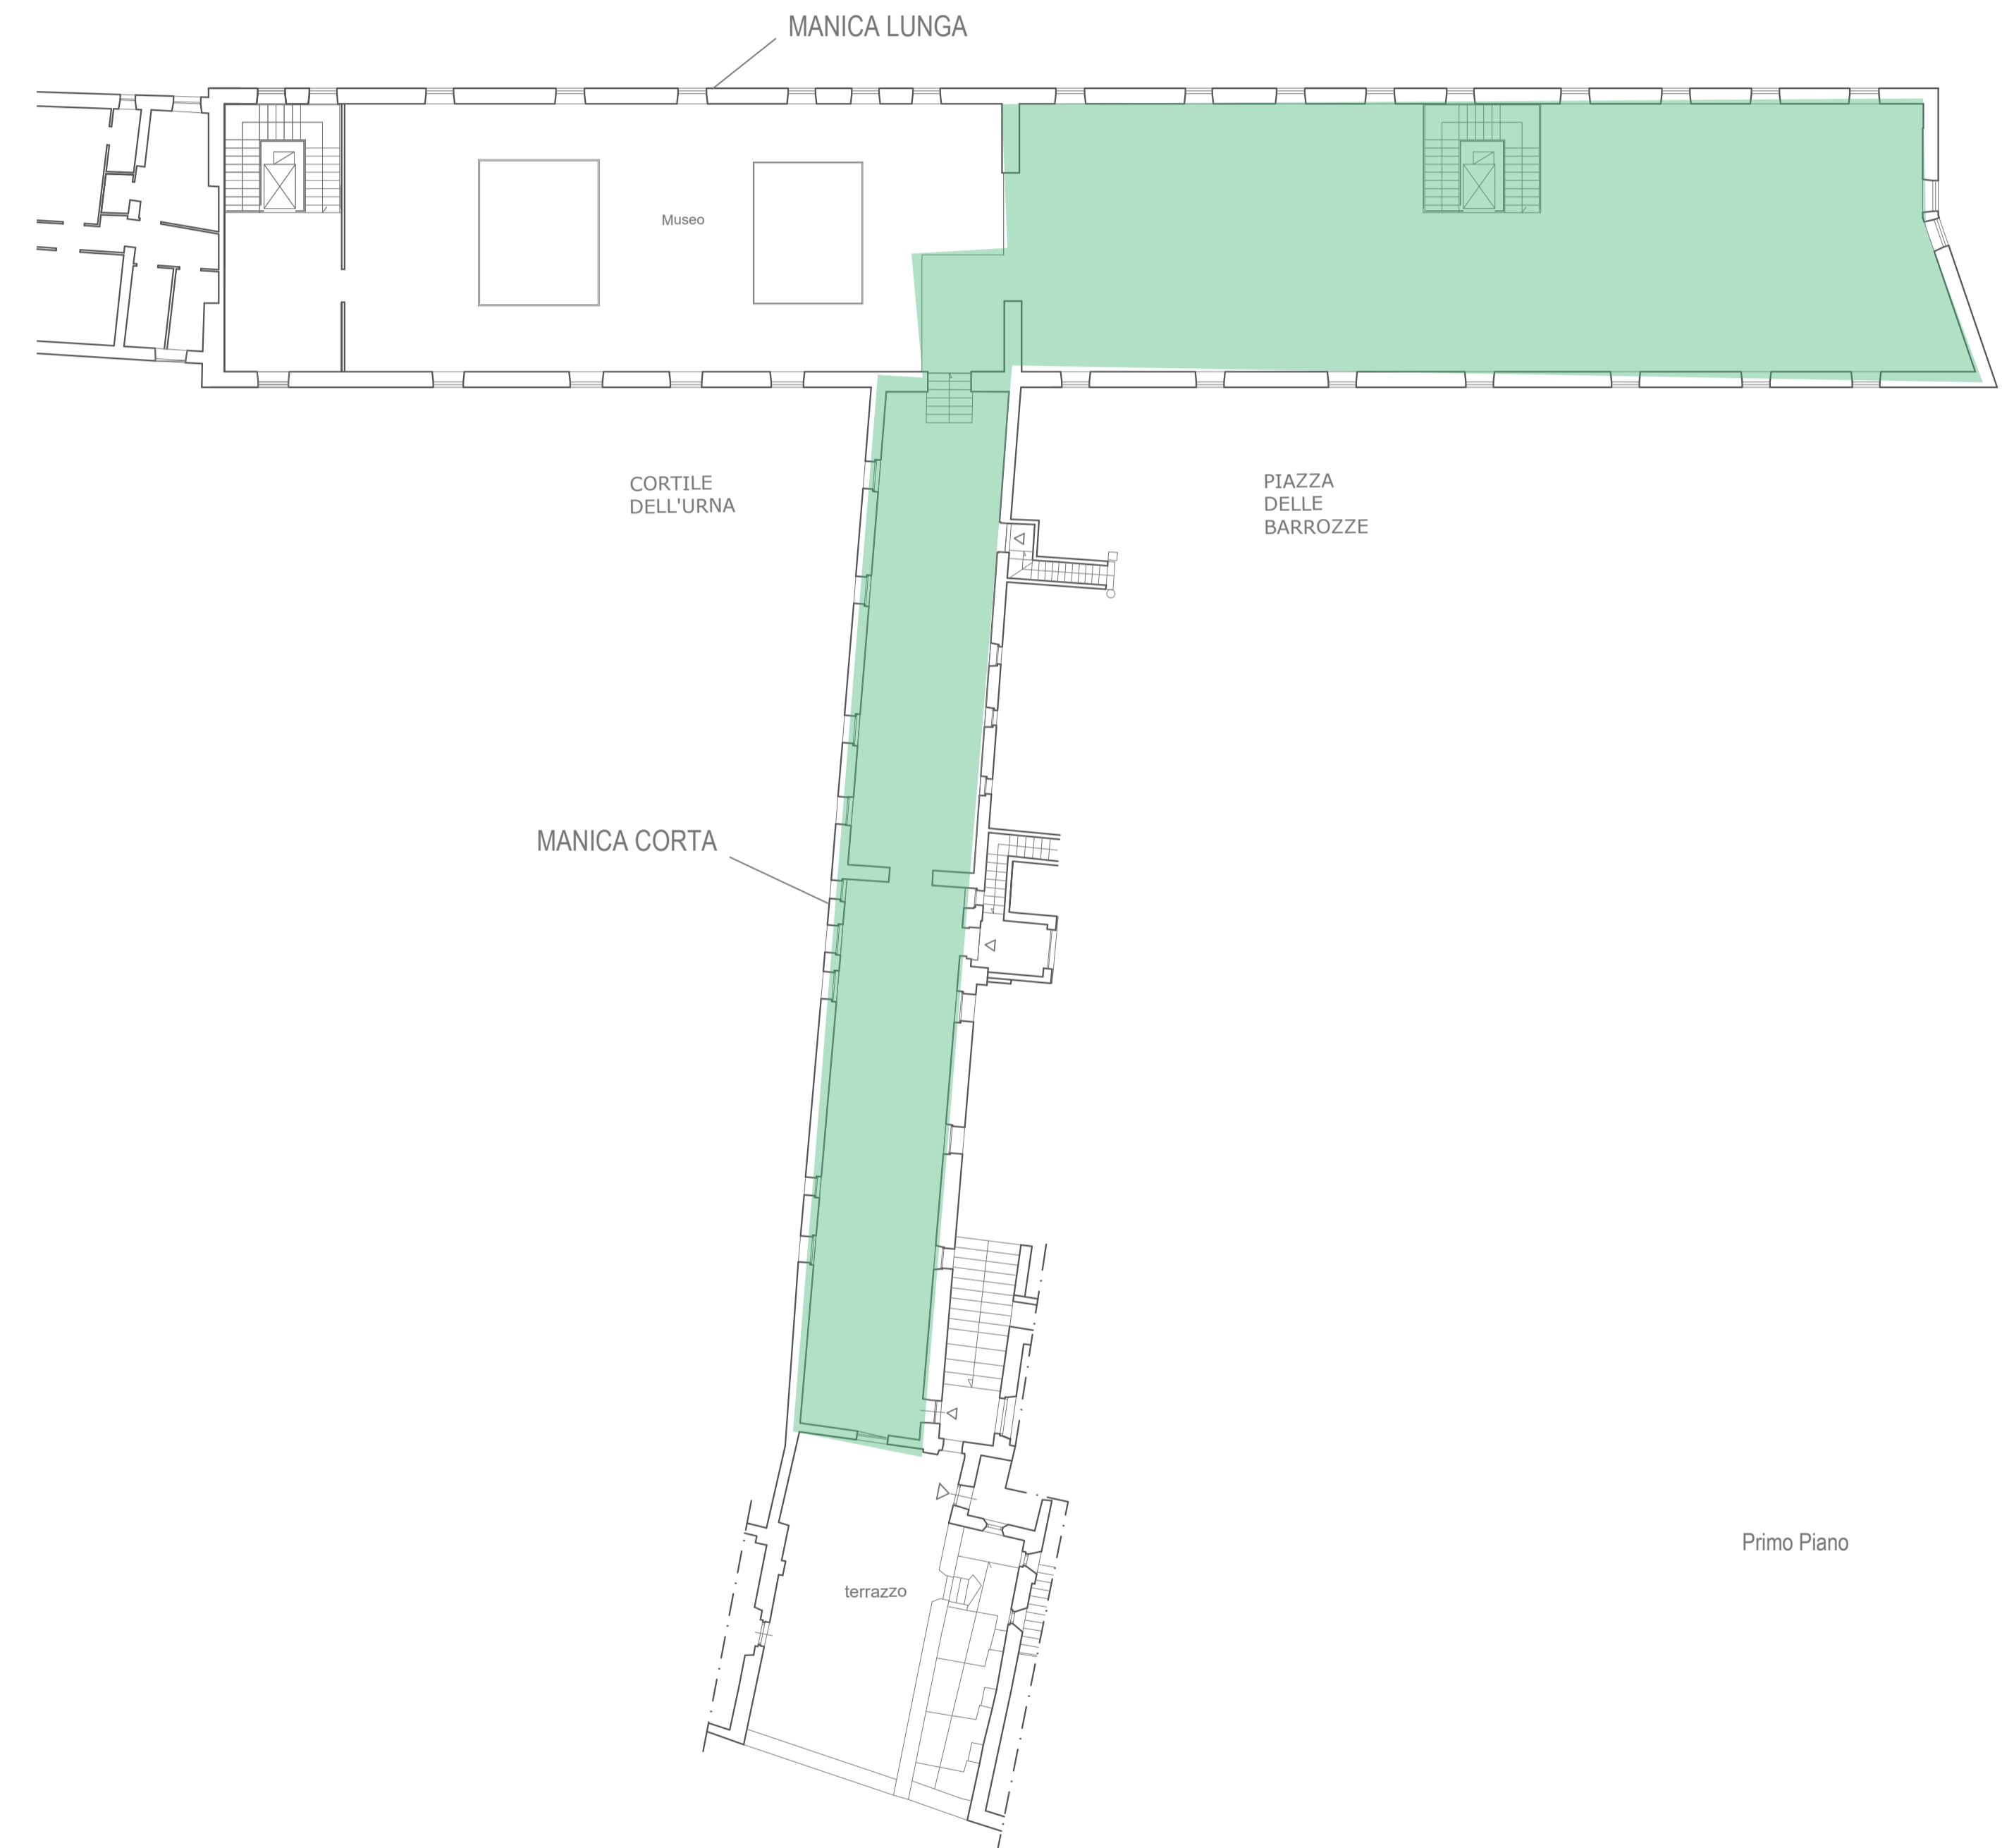 MANICA LUNGA
Museo
CORTILE
DELL'URNA
PIAZZA
DELLE
BARROZZE
MANICA CORTA
Primo Piano
terrazzo